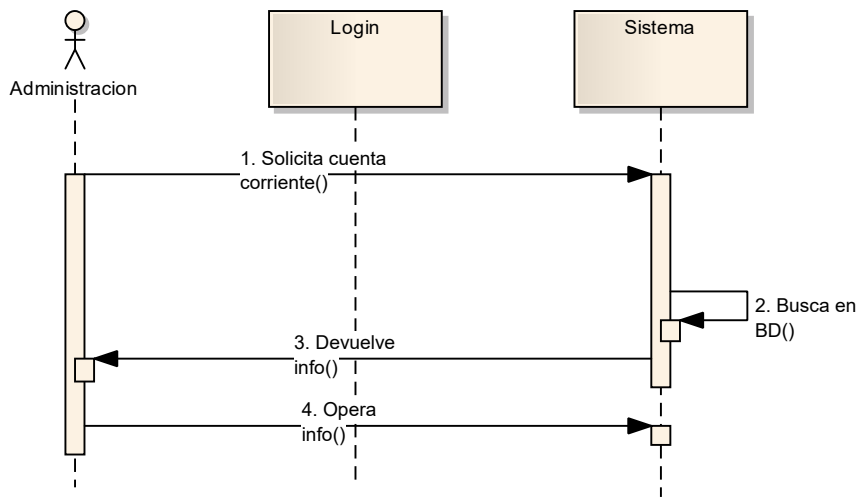 Login
Sistema
Administracion
1. Solicita cuenta
corriente()
2. Busca en
BD()
3. Devuelve
info()
4. Opera
info()